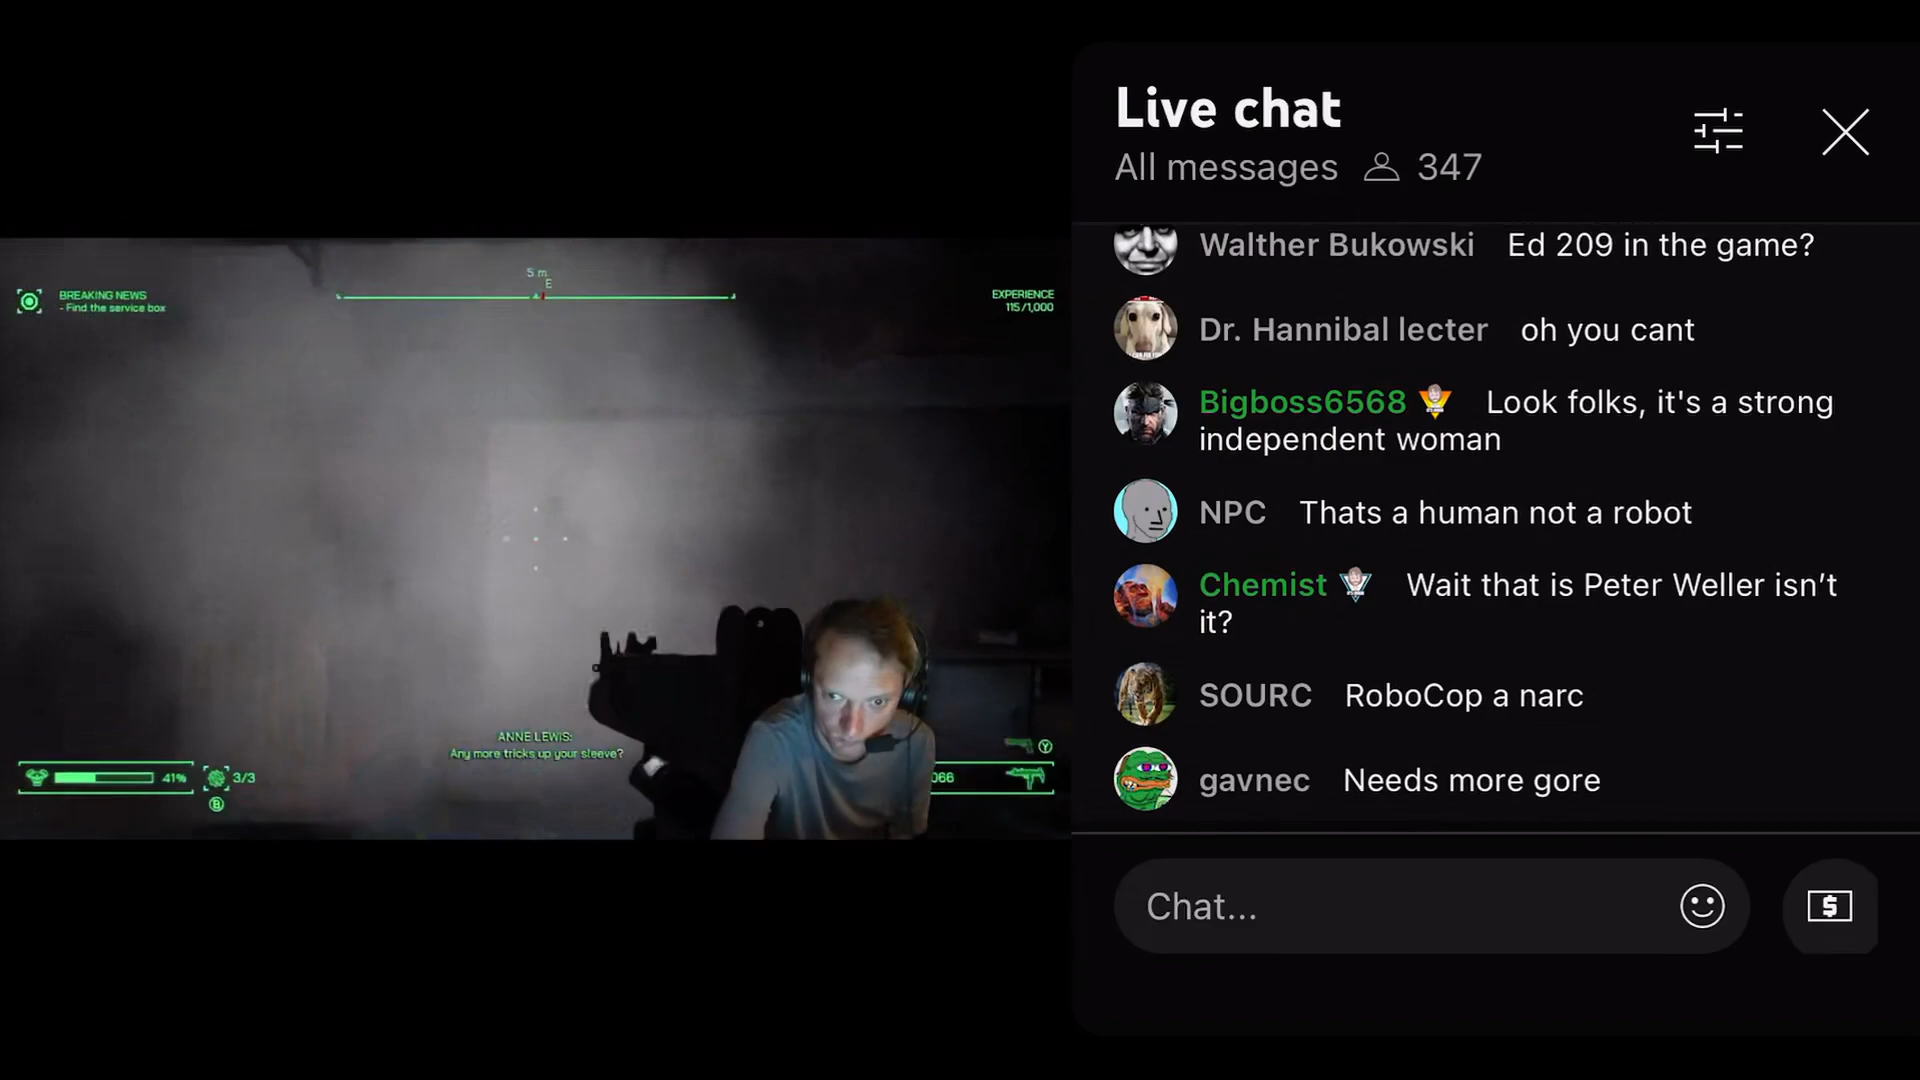 5 m
E
BREAKING NEWS
- Find the service box
EXPERIENCE
115/1,000
ANNE LEWIS:
Any more tricks up your sleeve?
41%
3/3
B
Y
066
Live chat
All messages 347
Walther Bukowski Ed 209 in the game?
Dr. Hannibal lecter oh you cant
Bigboss6568 Look folks, it's a strong
independent woman
NPC Thats a human not a robot
Chemist Wait that is Peter Weller isn’t
it?
SOURC RoboCop a narc
gavnec Needs more gore
Chat...
$